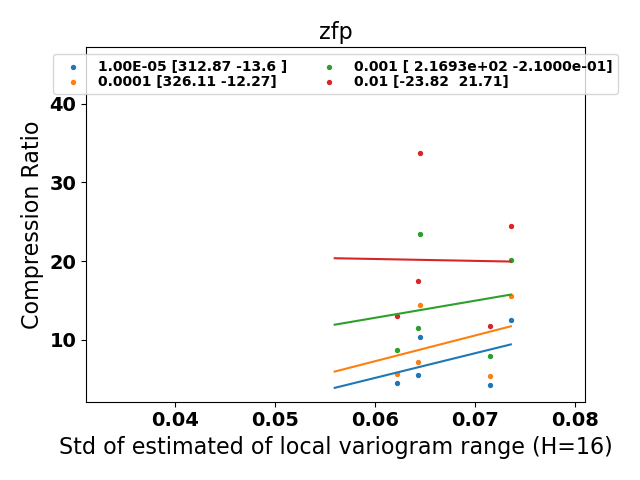 zfp
1.00E-05 [312.87 -13.6 ]
0.0001 [326.11 -12.27]
0.001 [ 2.1693e+02 -2.1000e-01]
0.01 [-23.82  21.71]
Compression Ratio
40
30
20
10
0.04 0.05 0.06 0.07 0.08
Std of estimated of local variogram range (H=16)